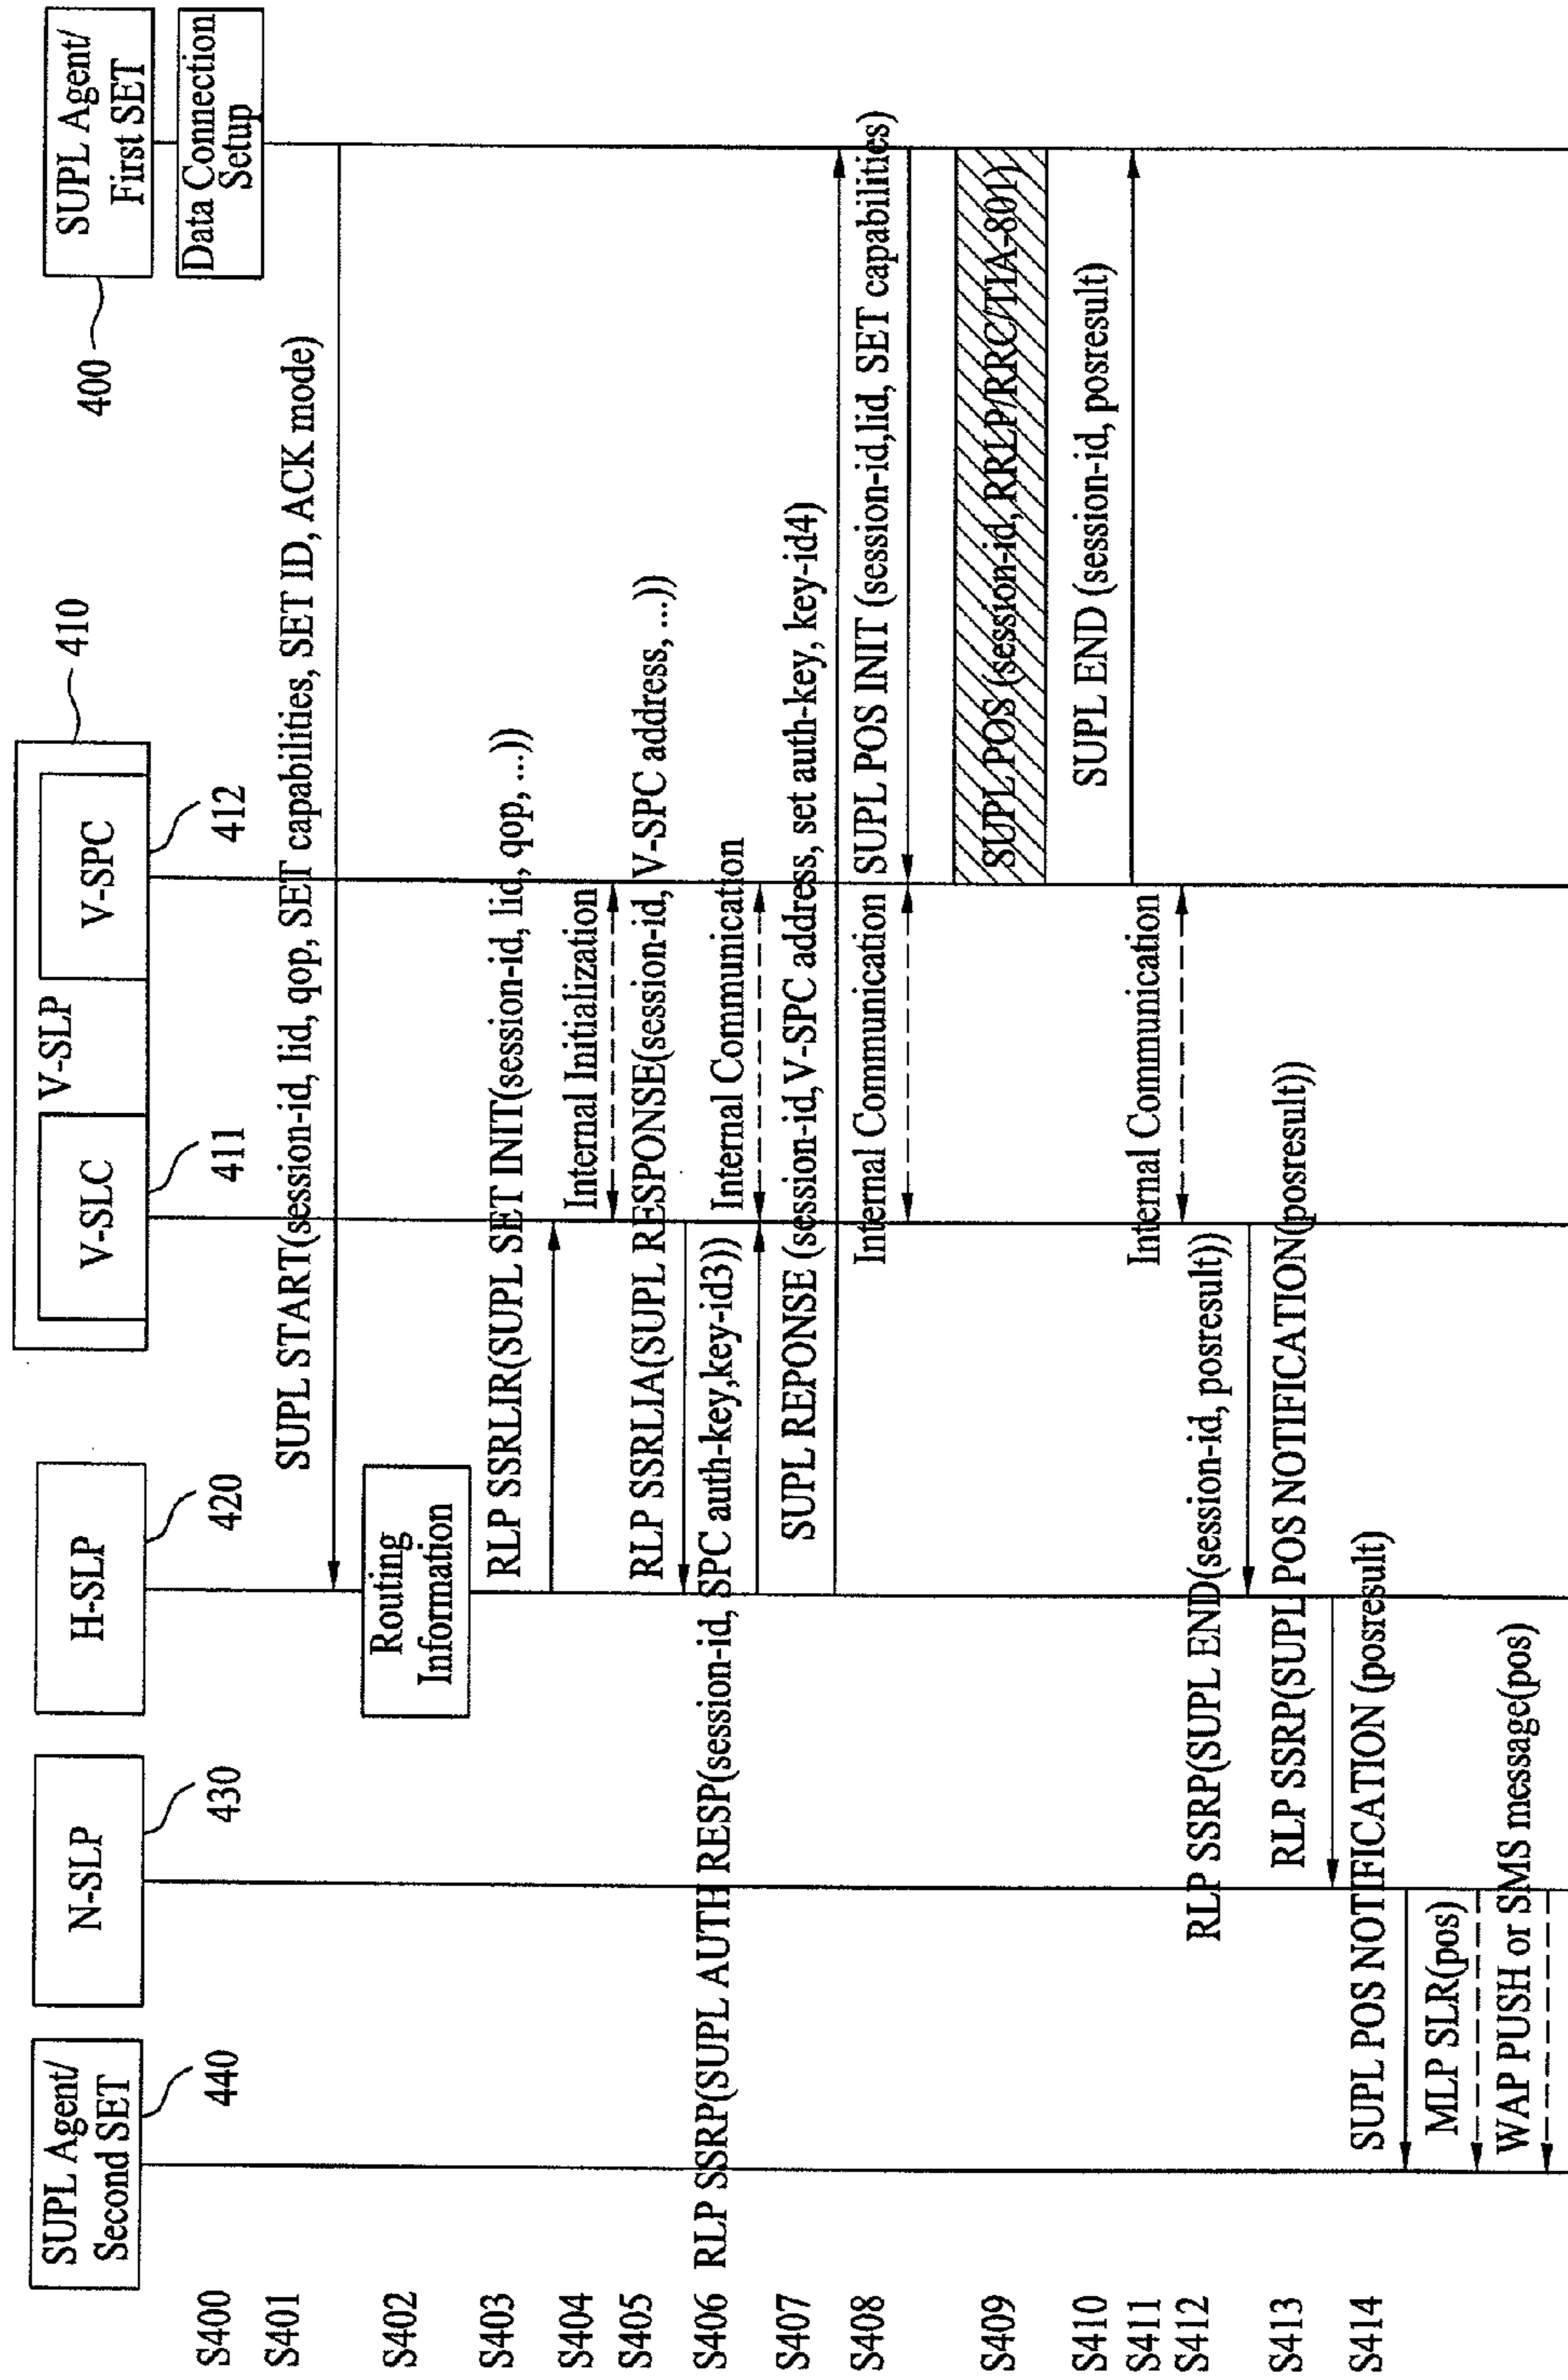 SUPL Agent/
Second SET
440
N-SLP
430
H-SLP
420
V-SLC
411
V-SLP
V-SPC
412
410
SUPL Agent/
First SET
400
S400
Data Connection
Setup
S401
SUPL START(session-id, lid, qop, SET capabilities, SET ID, ACK mode)
S402
Routing
Information
S403
RLP SSRLIR(SUPL SET INIT(session-id, lid, qop, ...))
S404
Internal Initialization
S405
RLP SSRLIA(SUPL RESPONSE(session-id, V-SPC address, ...))
S406
RLP SSRP(SUPL AUTH RESP(session-id, SPC auth-key,key-id3))
Internal Communication
S407
SUPL REPONSE (session-id,V-SPC address, set auth-key, key-id4)
S408
Internal Communication
SUPL POS INIT (session-id,lid, SET capabilities)
S409
SUPL POS (session-id, RRLP/RRC/TIA-801)
S410
SUPL END (session-id, posresult)
S411
Internal Communication
S412
RLP SSRP(SUPL END(session-id, posresult))
S413
RLP SSRP(SUPL POS NOTIFICATION(posresult))
S414
SUPL POS NOTIFICATION (posresult)
MLP SLR(pos)
WAP PUSH or SMS message(pos)